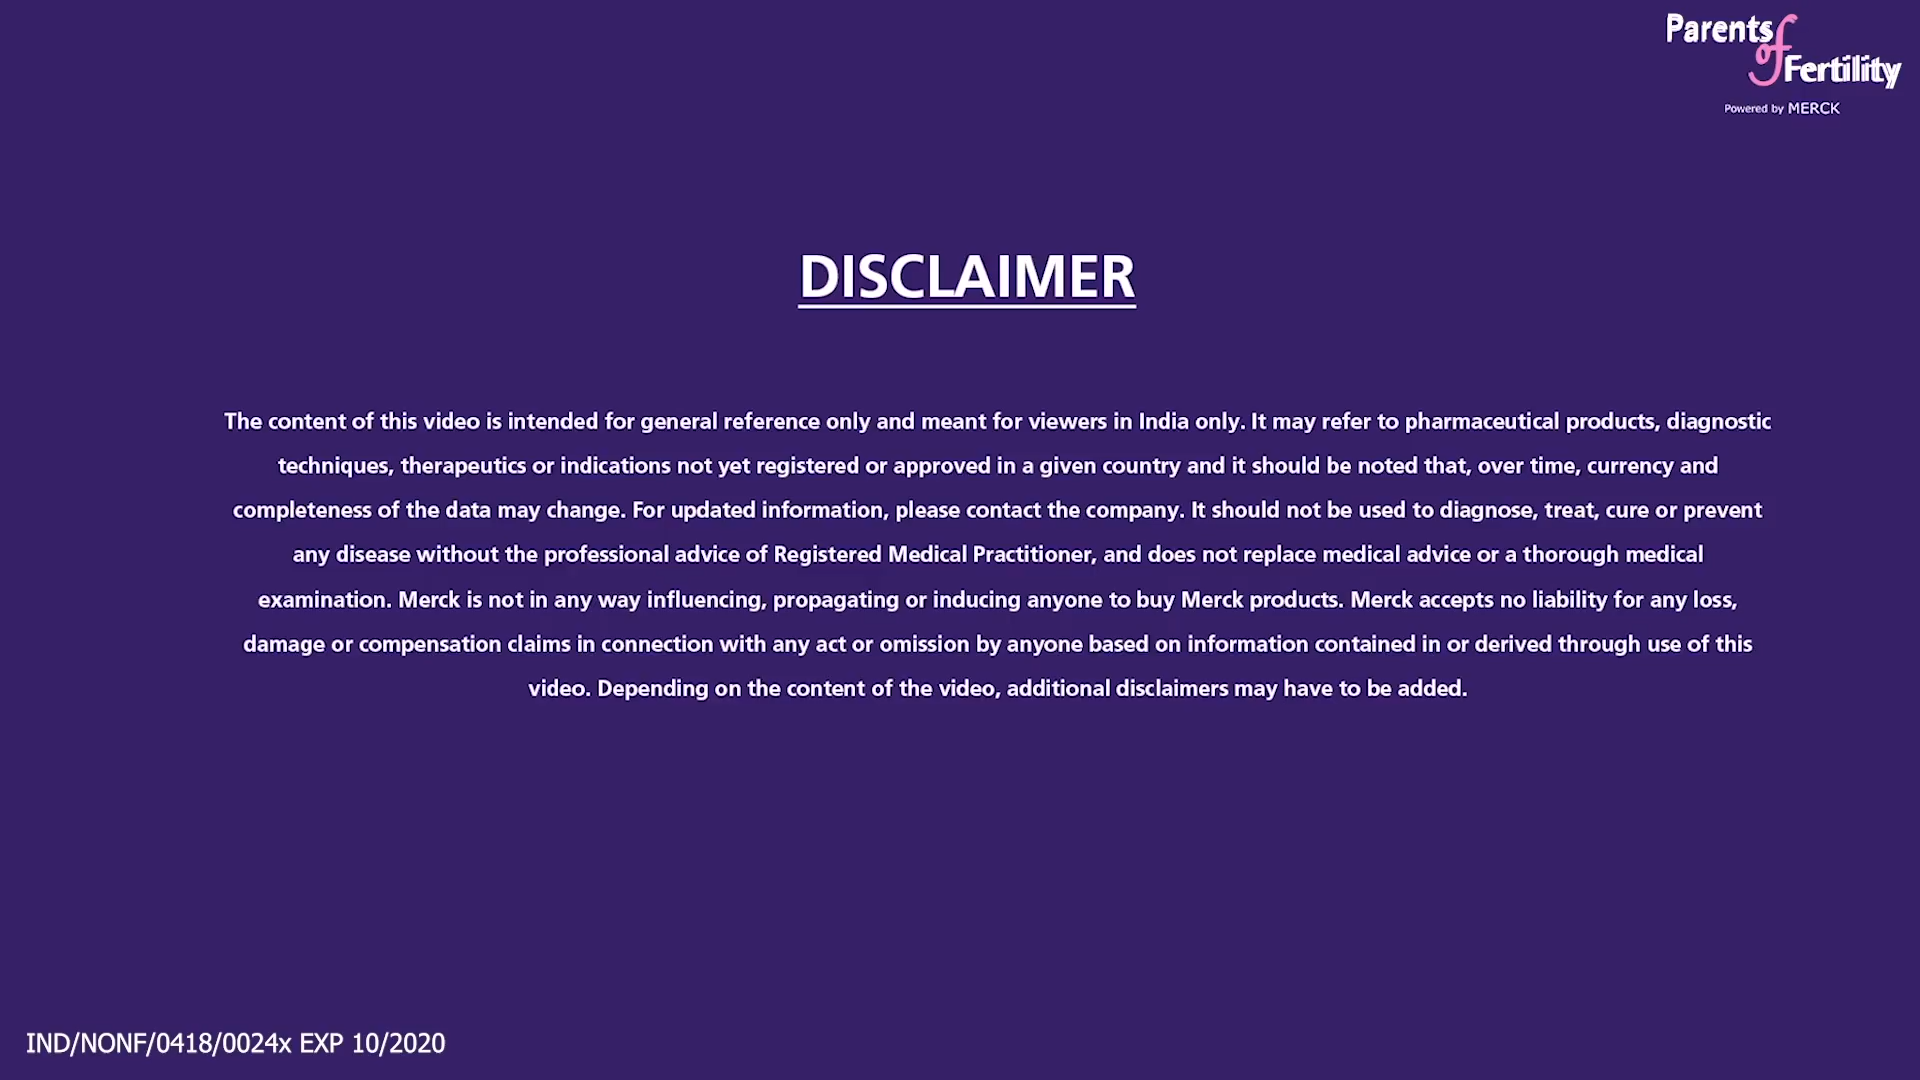 Parents
of
Fertility
Powered by MERCK
DISCLAIMER
The content of this video is intended for general reference only and meant for viewers in India only. It may refer to pharmaceutical products, diagnostic
techniques, therapeutics or indications not yet registered or approved in a given country and it should be noted that, over time, currency and
completeness of the data may change. For updated information, please contact the company. It should not be used to diagnose, treat, cure or prevent
any disease without the professional advice of Registered Medical Practitioner, and does not replace medical advice or a thorough medical
examination. Merck is not in any way influencing, propagating or inducing anyone to buy Merck products. Merck accepts no liability for any loss,
damage or compensation claims in connection with any act or omission by anyone based on information contained in or derived through use of this
video. Depending on the content of the video, additional disclaimers may have to be added.
IND/NONF/0418/0024x EXP 10/2020